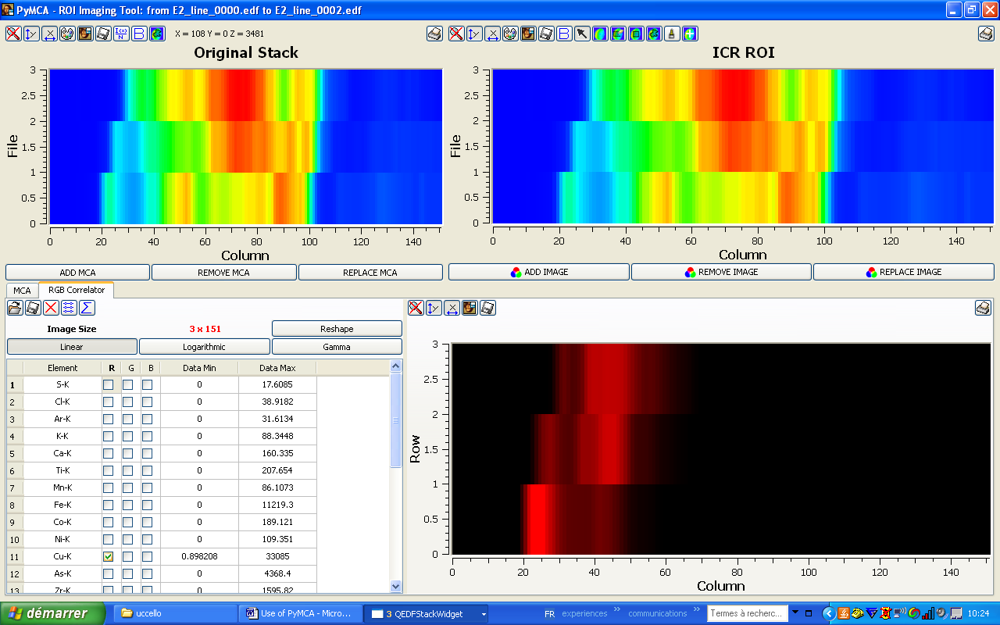 PyMCA - ROI Imaging Tool: from E2_line_0000.edf to E2_line_0002.edf
X = 108 Y = 0 Z = 3481
Original Stack
3
2.5
2
1.5
1
0.5
0
File
0 20 40 60 80 100 120 140
Column
ICR ROI
3
2.5
2
1.5
1
0.5
0
File
0 20 40 60 80 100 120 140
Column
ADD MCA REMOVE MCA REPLACE MCA
ADD IMAGE REMOVE IMAGE REPLACE IMAGE
MCA RGB Correlator
Image Size 3 x 151 Reshape
Linear Logarithmic Gamma
Element R G B Data Min Data Max
1 S-K 0 17.6085
2 Cl-K 0 38.9182
3 Ar-K 0 31.6134
4 K-K 0 88.3448
5 Ca-K 0 160.335
6 Ti-K 0 207.654
7 Mn-K 0 86.1073
8 Fe-K 0 11219.3
9 Co-K 0 189.121
10 Ni-K 0 109.351
11 Cu-K 0.898208 33085
12 As-K 0 4368.4
13 Zr-K 0 1595.82
3
2.5
2
1.5
1
0.5
0
Row
0 20 40 60 80 100 120 140
Column
démarrer uccello Use of PyMCA - Micro... 3 QEDFStackWidget FR experiences » communications » Termes à recherc... 10:24